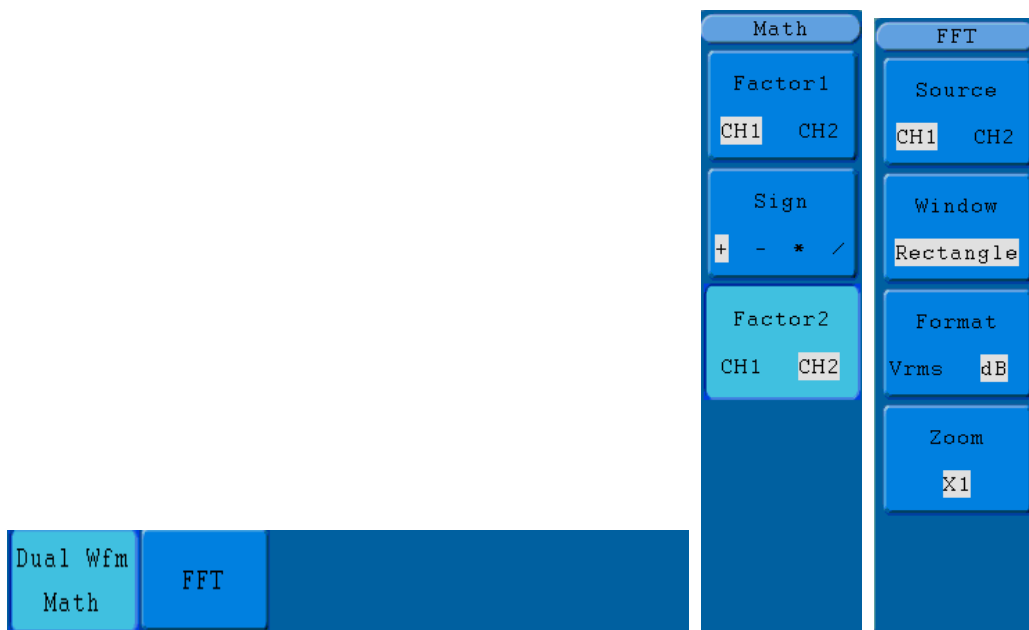 Math
Factor1
CH1 CH2
Sign
+ - * /
Factor2
CH1 CH2
FFT
Source
CH1 CH2
Window
Rectangle
Format
Vrms dB
Zoom
X1
Dual Wfm
Math
FFT